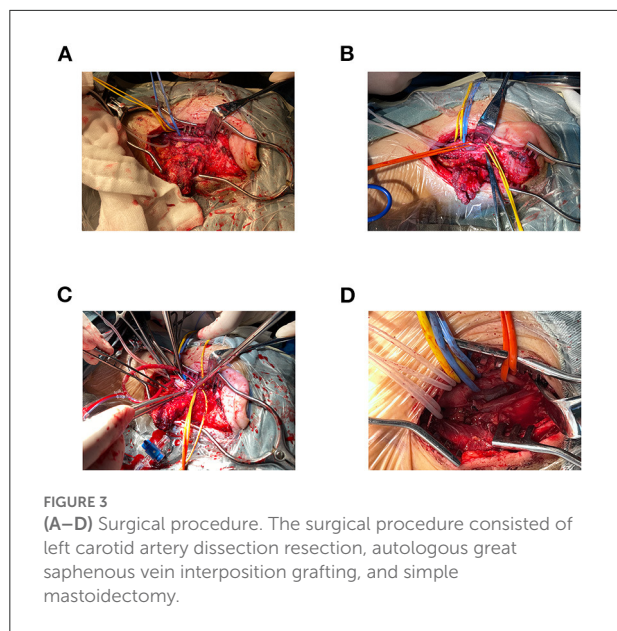 A
B
C
D
FIGURE 3
(A–D) Surgical procedure. The surgical procedure consisted of
left carotid artery dissection resection, autologous great
saphenous vein interposition grafting, and simple
mastoidectomy.